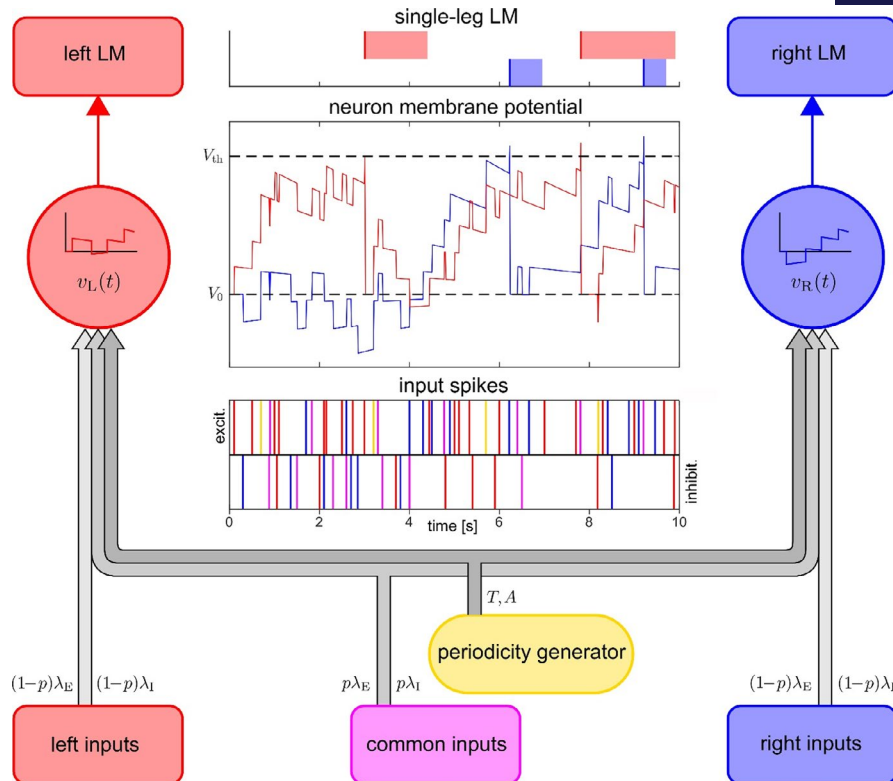 single-leg LM
left LM
right LM
neuron membrane potential
V_th
V_0
v_L(t)
v_R(t)
input spikes
excit.
inhibit.
0 2 4 6 8 10
time [s]
T, A
periodicity generator
(1−p)λ_E (1−p)λ_I
pλ_E pλ_I
(1−p)λ_E (1−p)λ_I
left inputs
common inputs
right inputs